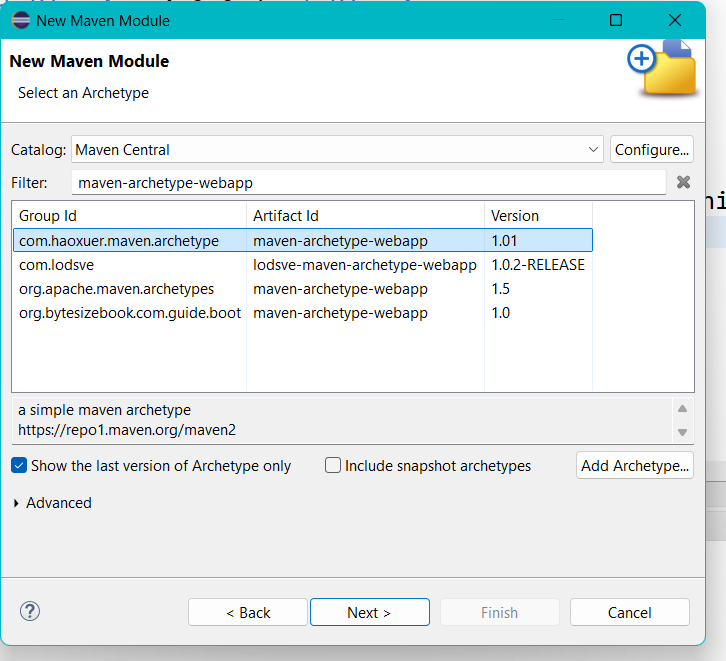 New Maven Module
New Maven Module
Select an Archetype
Catalog: Maven Central Configure...
Filter: maven-archetype-webapp
Group Id Artifact Id Version
com.haoxuer.maven.archetype maven-archetype-webapp 1.01
com.lodsve lodsve-maven-archetype-webapp 1.0.2-RELEASE
org.apache.maven.archetypes maven-archetype-webapp 1.5
org.bytesizebook.com.guide.boot maven-archetype-webapp 1.0
a simple maven archetype
https://repo1.maven.org/maven2
Show the last version of Archetype only Include snapshot archetypes Add Archetype...
Advanced
? < Back Next > Finish Cancel